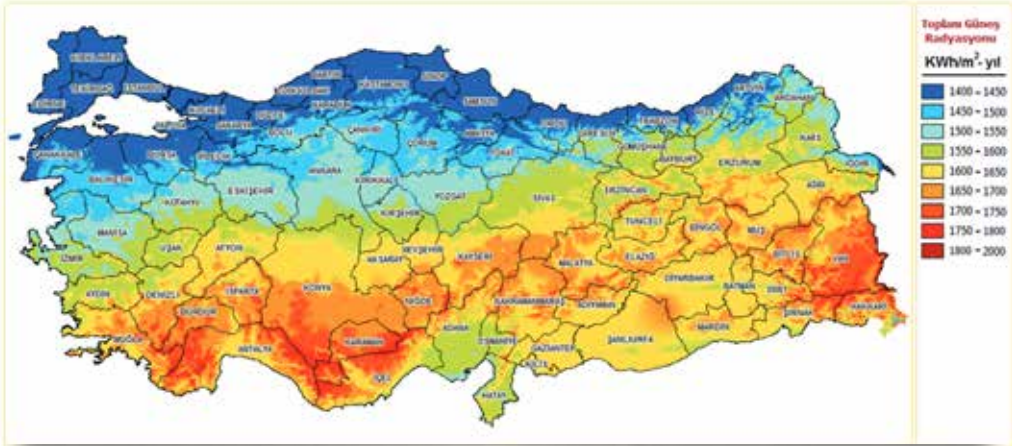 Toplam Güneş
Radyasyonu
KWh/m²- yıl
1400 - 1450
1450 - 1500
1500 - 1550
1550 - 1600
1600 - 1650
1650 - 1700
1700 - 1750
1750 - 1800
1800 - 2000
KIRKLARELİ
TEKİRDAĞ
İSTANBUL
EDİRNE
KOCAELİ
SAKARYA
DÜZCE
BOLU
BARTIN
KASTAMONU
SİNOP
SAMSUN
ORDU
TRABZON
RİZE
ARTVİN
ARDAHAN
ÇANAKKALE
BURSA
BİLECİK
ÇANKIRI
ÇORUM
AMASYA
TOKAT
GÜMÜŞHANE
BAYBURT
ERZURUM
KARS
IĞDIR
BALIKESİR
KÜTAHYA
ESKİŞEHİR
ANKARA
KIRIKKALE
YOZGAT
SİVAS
ERZİNCAN
AĞRI
MANİSA
KIRŞEHİR
TUNCELİ
BİNGÖL
MUŞ
İZMİR
UŞAK
AFYON
AKSARAY
NEVŞEHİR
KAYSERİ
MALATYA
ELAZIĞ
BİTLİS
VAN
DİYARBAKIR
AYDIN
DENİZLİ
ISPARTA
KONYA
NİĞDE
KAHRAMANMARAŞ
ADIYAMAN
BATMAN
SİİRT
HAKKARİ
BURDUR
ŞIRNAK
MUĞLA
ANTALYA
KARAMAN
ADANA
OSMANİYE
GAZİANTEP
ŞANLIURFA
MARDİN
İÇEL
KİLİS
HATAY